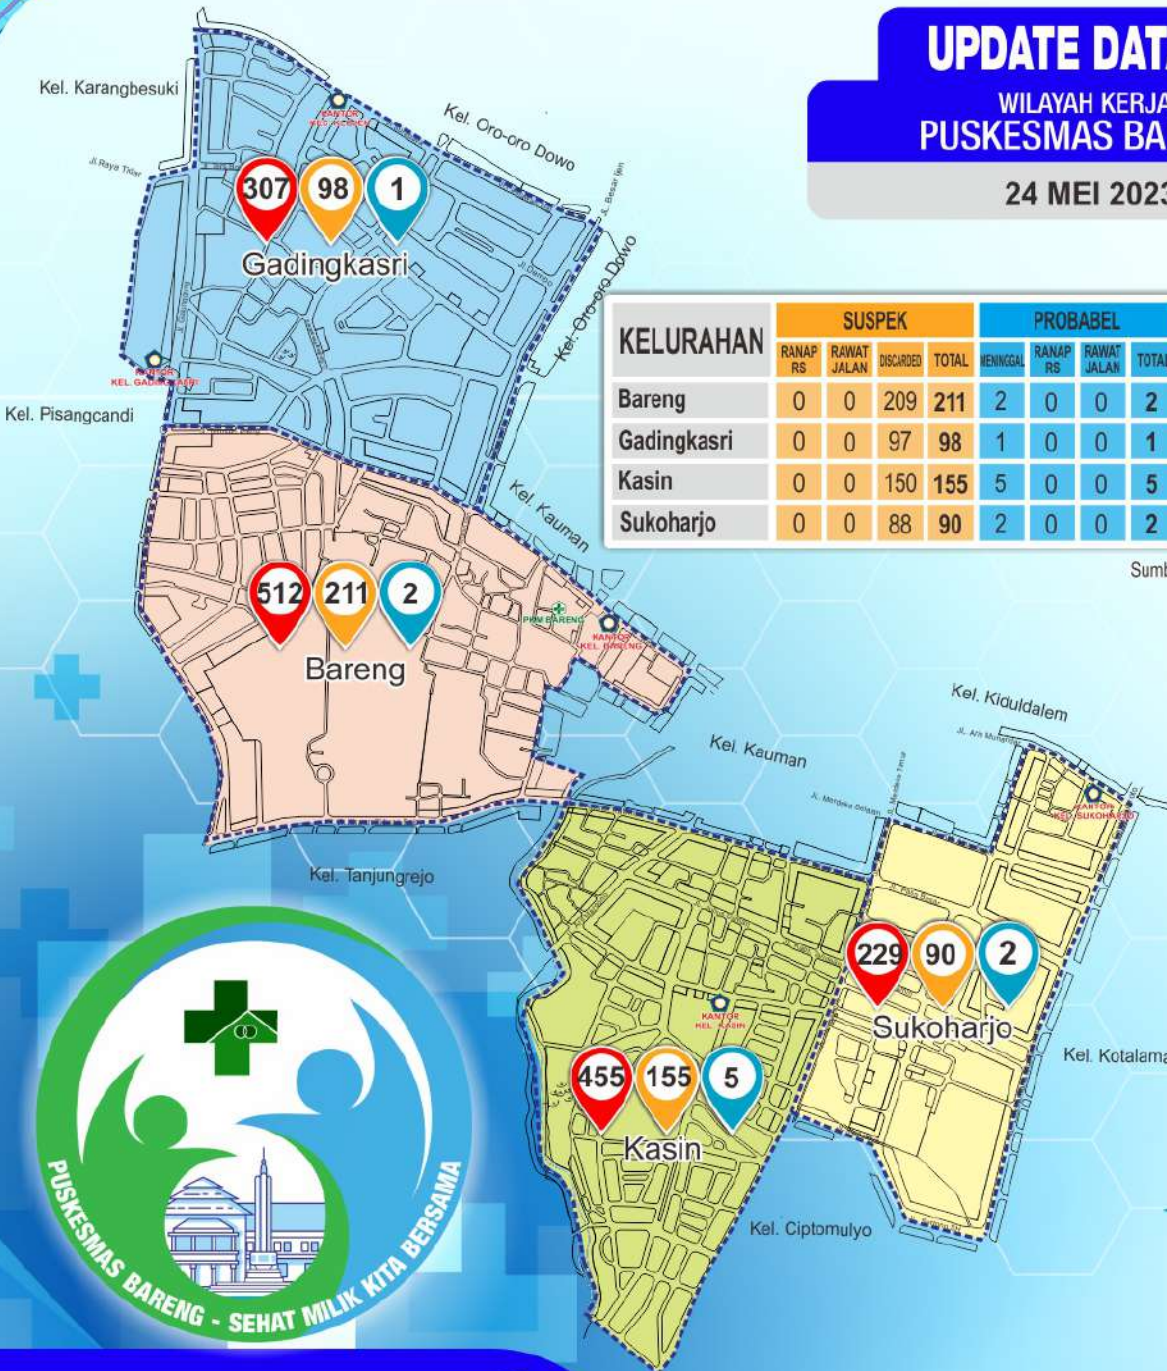 UPDATE DATA
WILAYAH KERJA
PUSKESMAS BA
24 MEI 2023
Kel. Karangbesuki
KANTOR
Kel. Oro-oro Dowo
Jl. Besar Ijen
307 98 1
Gadingkasri
Kel. Oro-oro Dowo
KANTOR
KEL. GADINGKASRI
Kel. Pisangcandi
KELURAHAN SUSPEK PROBABEL
RANAP RS RAWAT JALAN DISCARDED TOTAL MENINGGAL RANAP RS RAWAT JALAN TOTAL
Bareng 0 0 209 211 2 0 0 2
Gadingkasri 0 0 97 98 1 0 0 1
Kasin 0 0 150 155 5 0 0 5
Sukoharjo 0 0 88 90 2 0 0 2
Sumb
Kel. Kauman
512 211 2
Bareng
PKM BARENG
KANTOR
KEL. BARENG
Kel. Kauman
Kel. Kiduldalem
KANTOR
KEL. SUKOHARJO
Kel. Tanjungrejo
229 90 2
Sukoharjo
KANTOR
KEL. KASIN
455 155 5
Kasin
Kel. Kotalama
Kel. Ciptomulyo
PUSKESMAS BARENG - SEHAT MILIK KITA BERSAMA